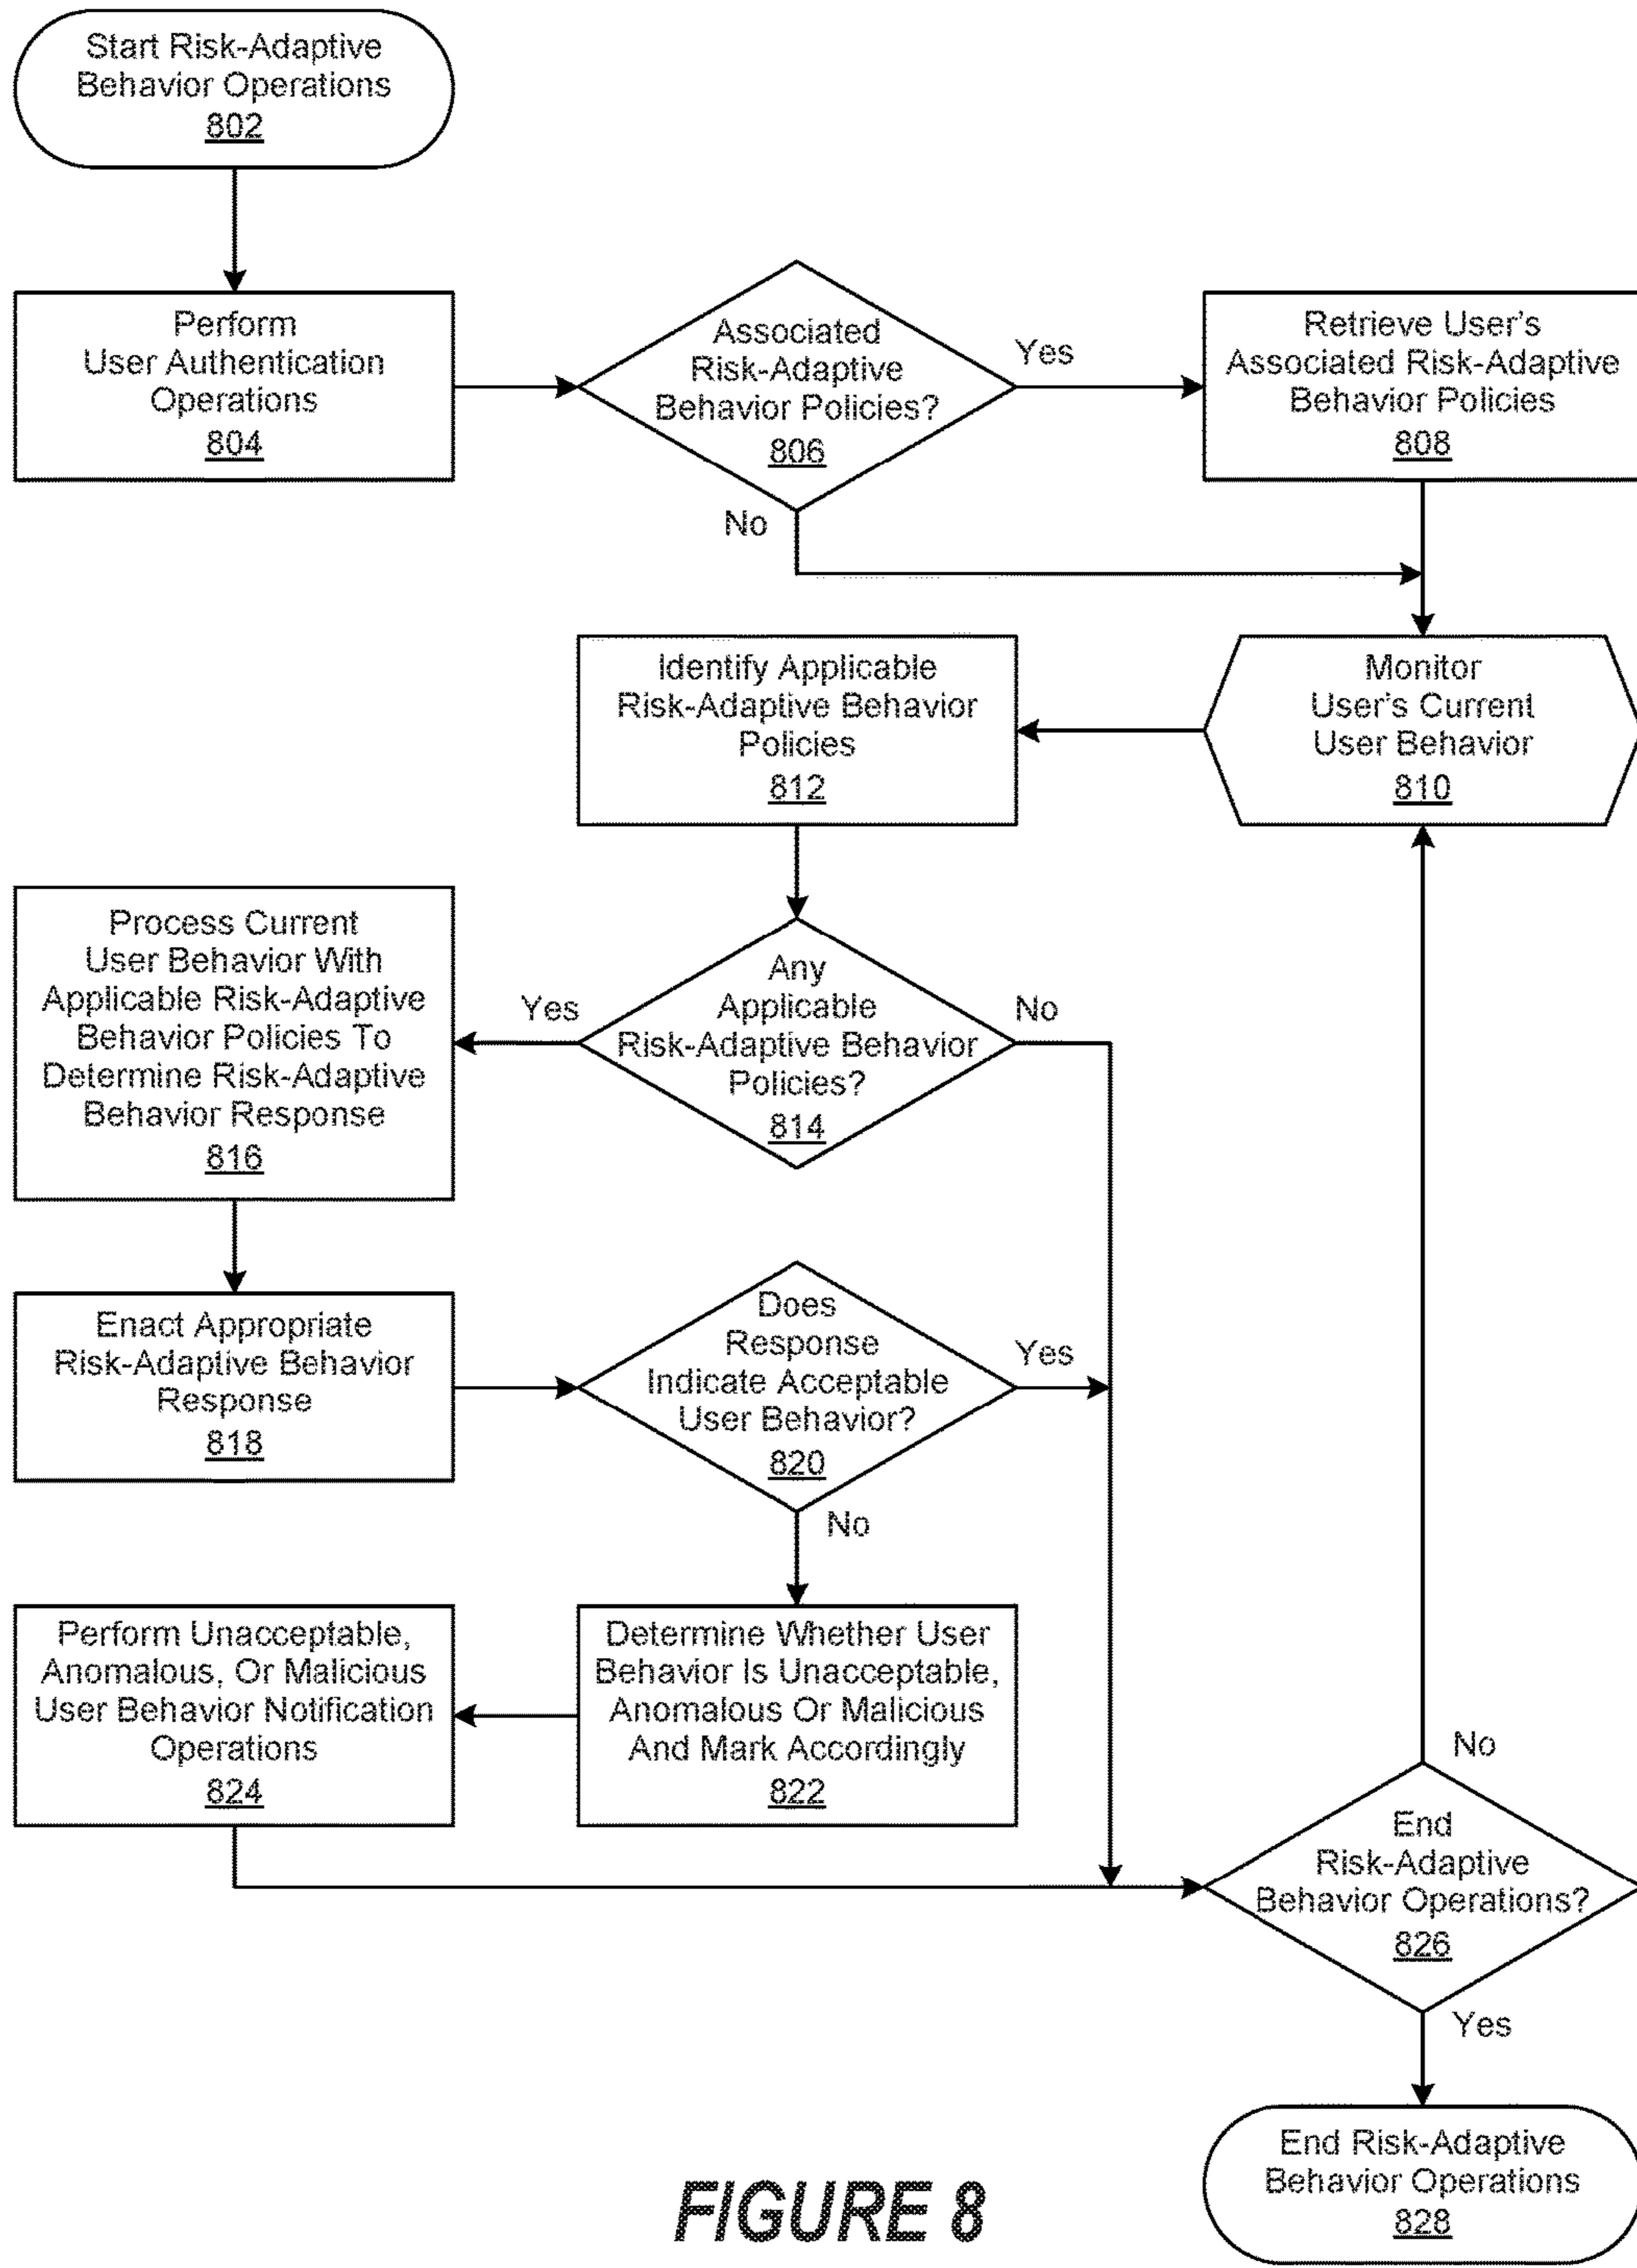 Start Risk-Adaptive
Behavior Operations
802
Perform
User Authentication
Operations
804
Associated
Risk-Adaptive
Behavior Policies?
806
Yes
No
Retrieve User's
Associated Risk-Adaptive
Behavior Policies
808
Monitor
User's Current
User Behavior
810
Identify Applicable
Risk-Adaptive Behavior
Policies
812
Any
Applicable
Risk-Adaptive Behavior
Policies?
814
Yes
No
Process Current
User Behavior With
Applicable Risk-Adaptive
Behavior Policies To
Determine Risk-Adaptive
Behavior Response
816
Enact Appropriate
Risk-Adaptive Behavior
Response
818
Does
Response
Indicate Acceptable
User Behavior?
820
Yes
No
Determine Whether User
Behavior Is Unacceptable,
Anomalous Or Malicious
And Mark Accordingly
822
Perform Unacceptable,
Anomalous, Or Malicious
User Behavior Notification
Operations
824
No
End
Risk-Adaptive
Behavior Operations?
826
Yes
End Risk-Adaptive
Behavior Operations
828
FIGURE 8